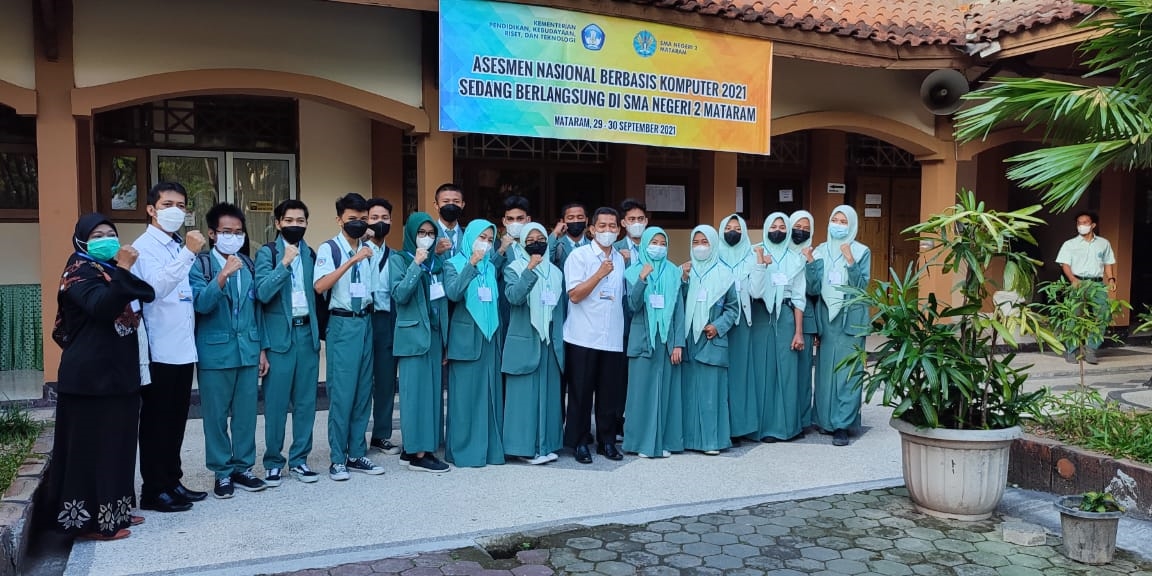 KEMENTERIAN
PENDIDIKAN, KEBUDAYAAN,
RISET, DAN TEKNOLOGI
SMA NEGERI 2
MATARAM
ASESMEN NASIONAL BERBASIS KOMPUTER 2021
SEDANG BERLANGSUNG DI SMA NEGERI 2 MATARAM
MATARAM, 29 - 30 SEPTEMBER 2021